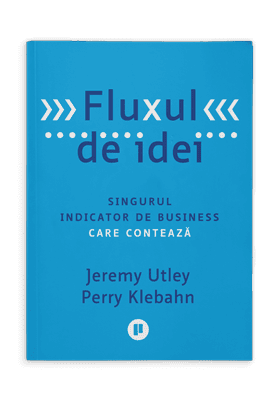 »» Fluxul ««
de idei
SINGURUL
INDICATOR DE BUSINESS
CARE CONTEAZĂ
Jeremy Utley
Perry Klebahn